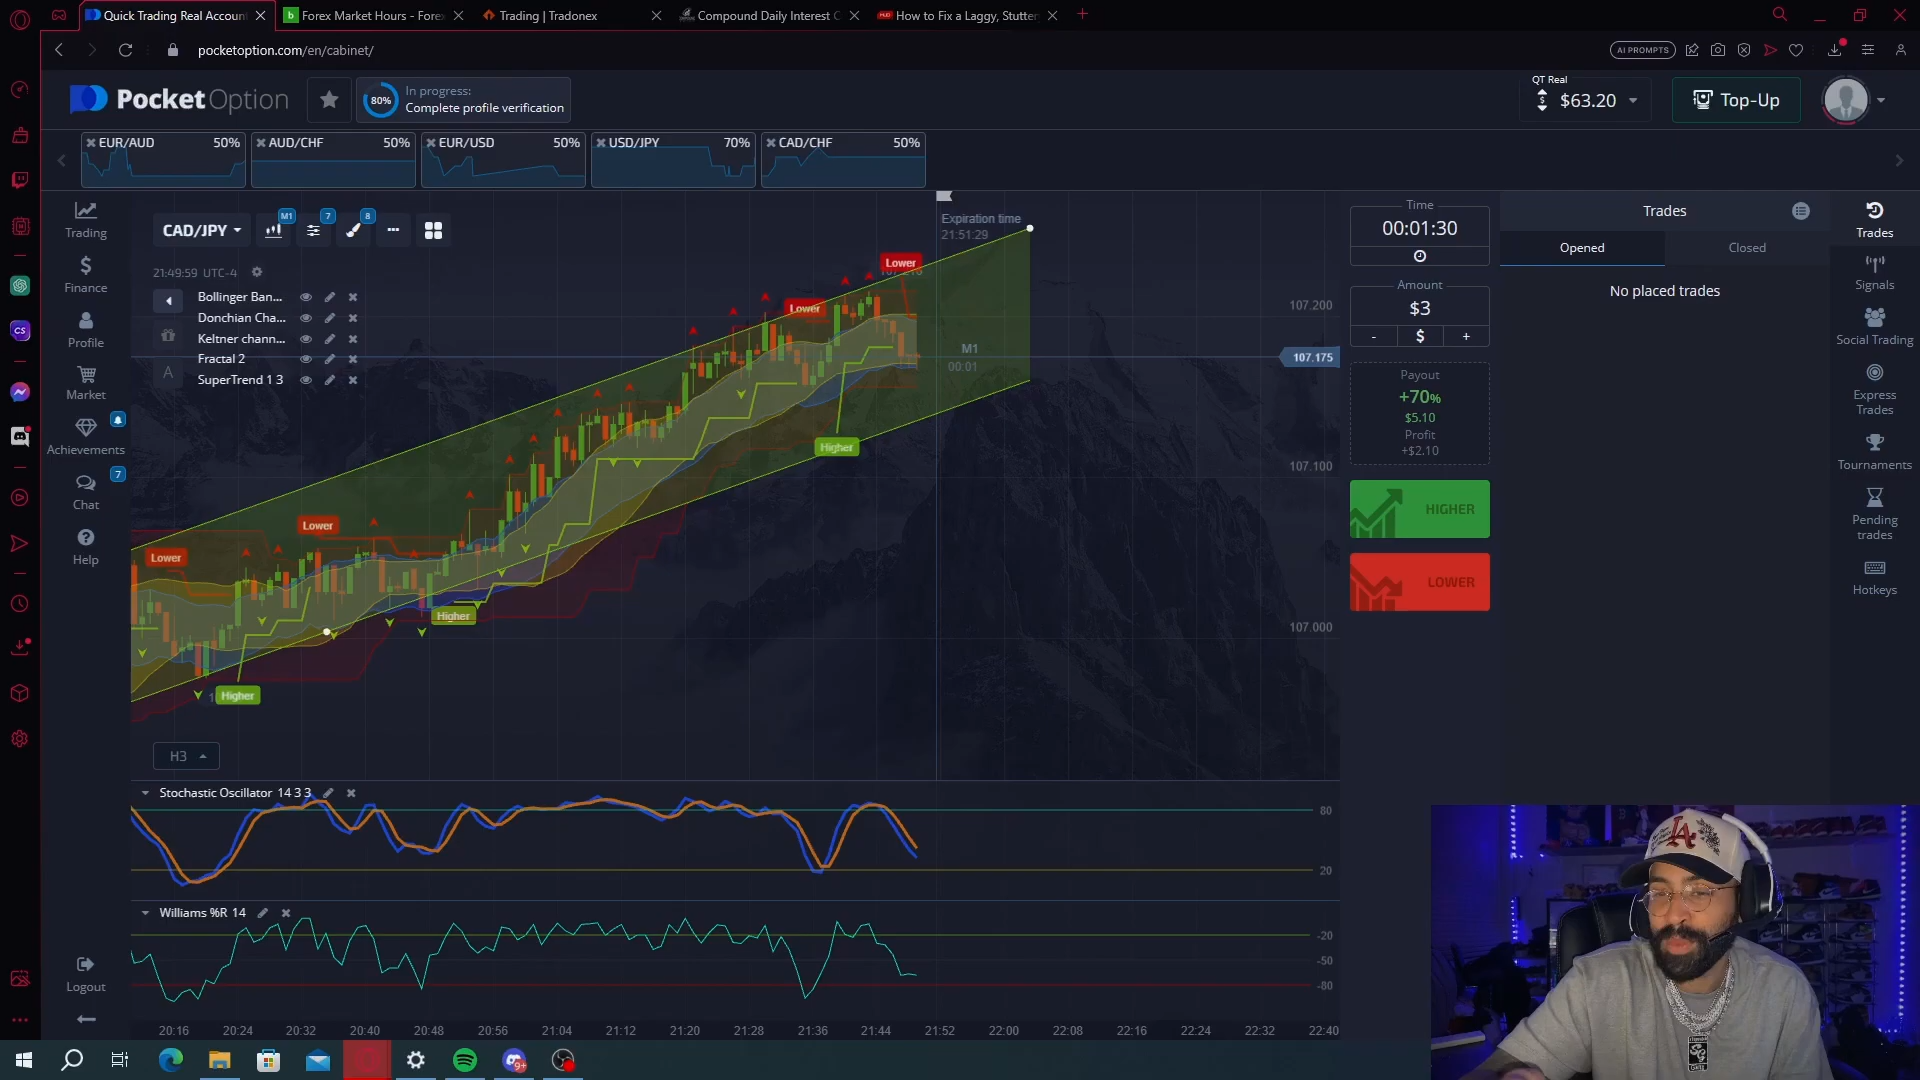 Quick Trading Real Accoun
Forex Market Hours - Fore
Trading | Tradonex
Compound Daily Interest C
How to Fix a Laggy, Stutter
pocketoption.com/en/cabinet/
AI PROMPTS
PocketOption
80%
In progress:
Complete profile verification
QT Real
$63.20
Top-Up
EUR/AUD 50%
AUD/CHF 50%
EUR/USD 50%
USD/JPY 70%
CAD/CHF 50%
Trading
Finance
Profile
Market
Achievements
Chat
7
Help
Logout
CAD/JPY
M1
7
8
21:49:59 UTC-4
Bollinger Ban...
Donchian Cha...
Keltner chann...
Fractal 2
SuperTrend 1 3
A
Expiration time
21:51:29
Lower
Lower
Lower
Lower
Higher
Higher
Higher
M1
00:01
107.200
107.175
107.100
107.000
H3
Stochastic Oscillator 14 3 3
80
20
Williams %R 14
-20
-50
-80
20:16 20:24 20:32 20:40 20:48 20:56 21:04 21:12 21:20 21:28 21:36 21:44 21:52 22:00 22:08 22:16 22:24 22:32 22:40
Time
00:01:30
Amount
$3
- $ +
Payout
+70%
$5.10
Profit
+$2.10
HIGHER
LOWER
Trades
Opened
Closed
No placed trades
Trades
Signals
Social Trading
Express
Trades
Tournaments
Pending
trades
Hotkeys
CS
9+